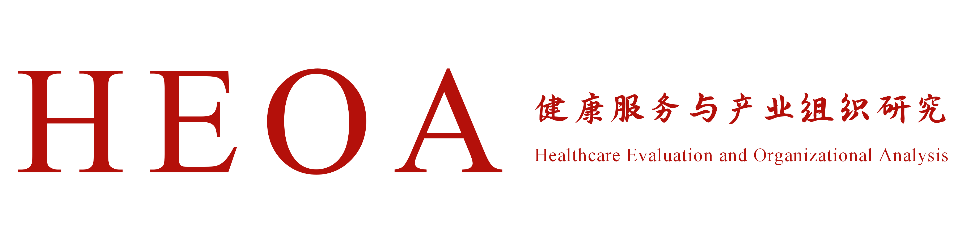 HEOA
健康服务与产业组织研究
Healthcare Evaluation and Organizational Analysis